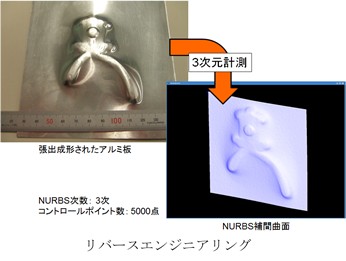 3次元計測
50
100
張出成形されたアルミ板
NURBS次数: 3次
コントロールポイント数: 5000点
NURBS補間曲面
リバースエンジニアリング